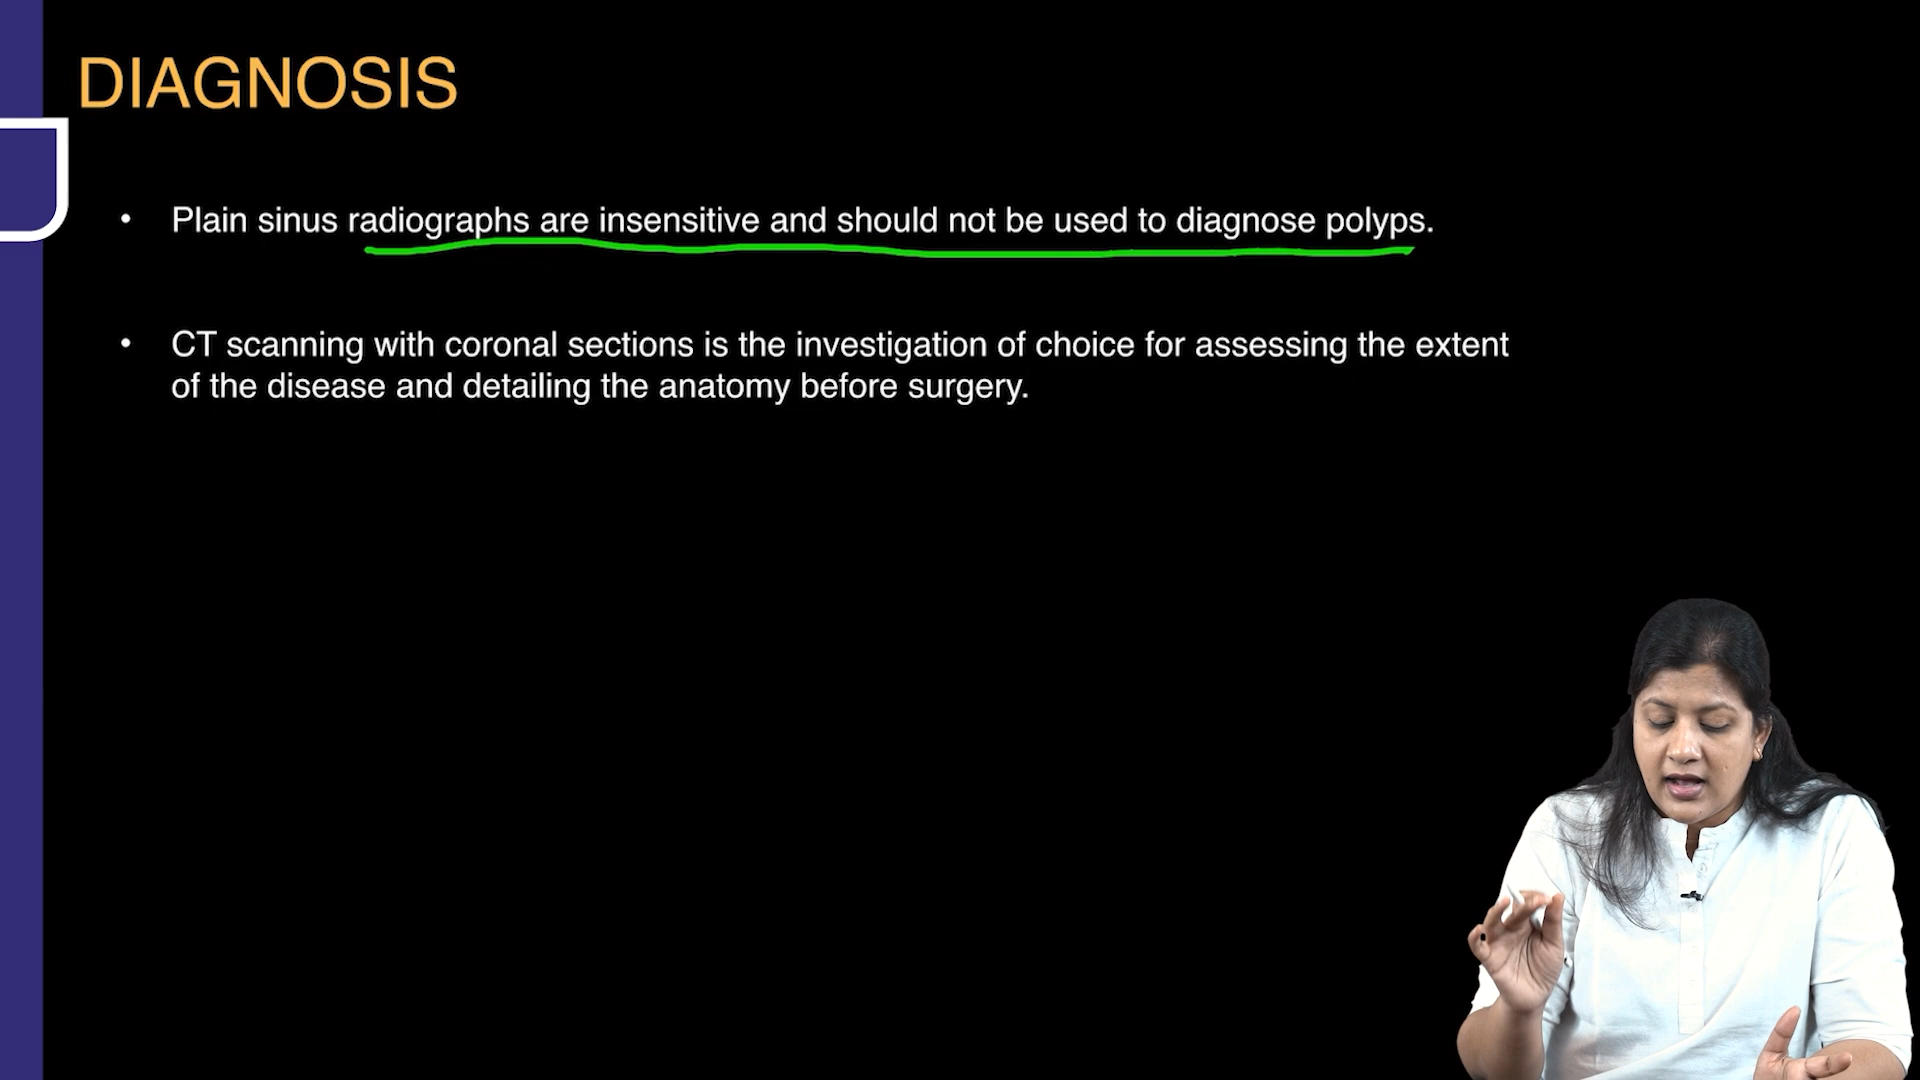 DIAGNOSIS
• Plain sinus radiographs are insensitive and should not be used to diagnose polyps.
• CT scanning with coronal sections is the investigation of choice for assessing the extent
of the disease and detailing the anatomy before surgery.